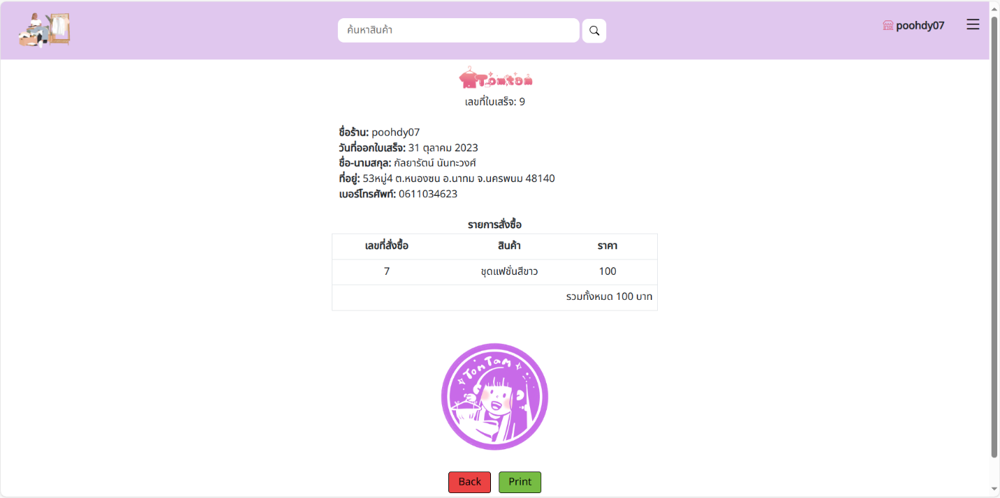 ค้นหาสินค้า
poohdy07
Tomtom
เลขที่ใบเสร็จ: 9
ชื่อร้าน: poohdy07
วันที่ออกใบเสร็จ: 31 ตุลาคม 2023
ชื่อ-นามสกุล: กัลยารัตน์ นันทะวงศ์
ที่อยู่: 53หมู่4 ต.หนองซน อ.นาทม จ.นครพนม 48140
เบอร์โทรศัพท์: 0611034623
รายการสั่งซื้อ
เลขที่สั่งซื้อ สินค้า ราคา
7 ชุดแฟชั่นสีขาว 100
รวมทั้งหมด 100 บาท
TomTam
Back Print